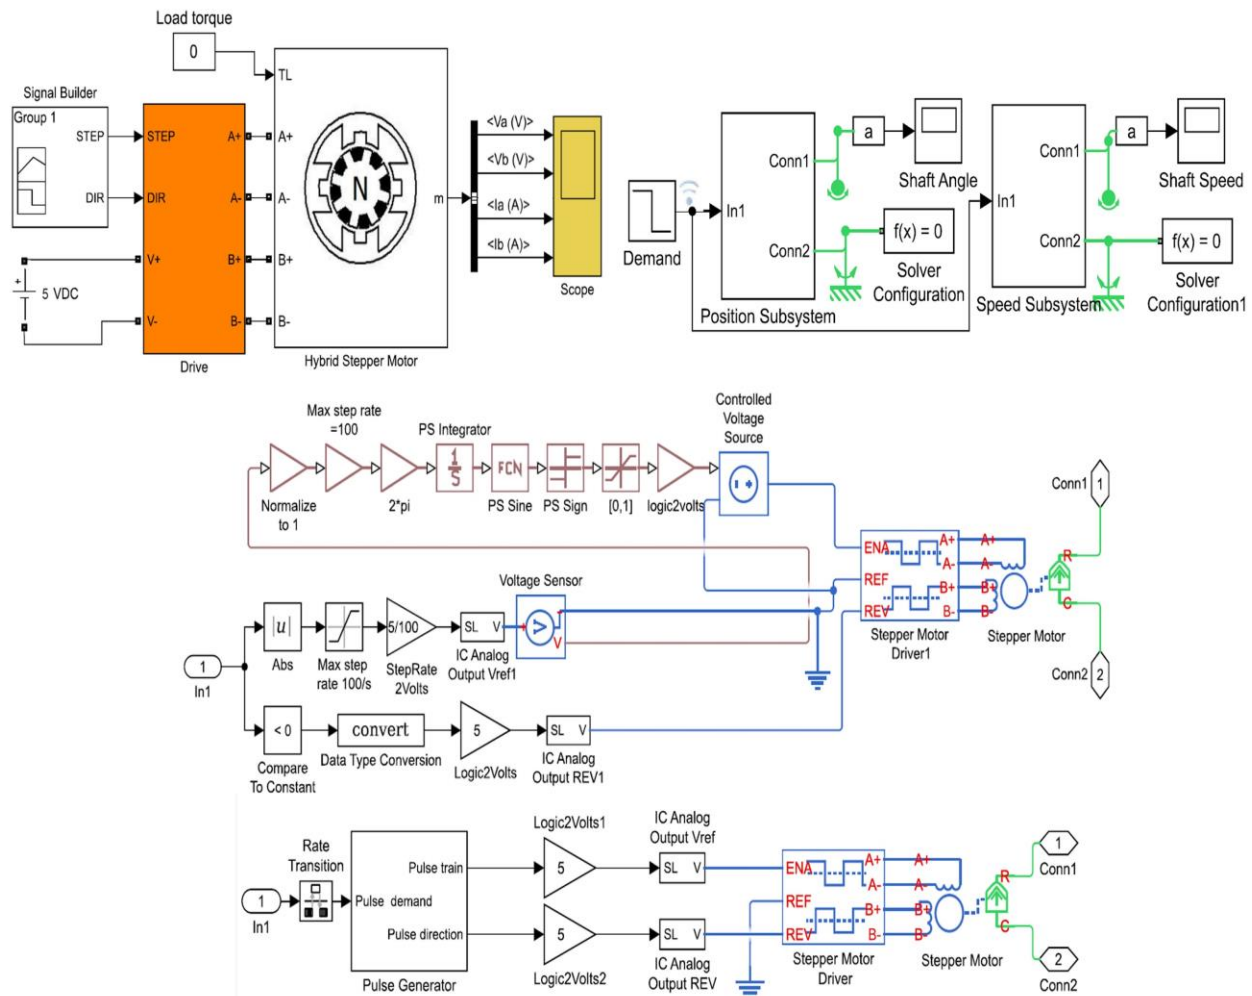 Load torque
0
Signal Builder
Group 1
STEP
DIR
STEP
DIR
V+
V-
A+
A-
B+
B-
5 VDC
+
Drive
TL
A+
A-
B+
B-
N
m
Hybrid Stepper Motor
<Va (V)>
<Vb (V)>
<Ia (A)>
<Ib (A)>
Scope
Demand
In1
Conn1
Conn2
Position Subsystem
a
Shaft Angle
f(x) = 0
Solver
Configuration
In1
Conn1
Conn2
Speed Subsystem
a
Shaft Speed
f(x) = 0
Solver
Configuration1
Normalize
to 1
Max step rate
=100
2*pi
PS Integrator
1
S
FCN
PS Sine
PS Sign
[0,1]
logic2volts
Controlled
Voltage
Source
1
In1
|u|
Abs
Max step
rate 100/s
5/100
StepRate
2Volts
SL V
IC Analog
Output Vref1
Voltage Sensor
V
+
V
< 0
Compare
To Constant
convert
Data Type Conversion
5
Logic2Volts
SL V
IC Analog
Output REV1
ENA
REF
REV
A+
A-
B+
B-
Stepper Motor
Driver1
A+
A-
B+
B-
Stepper Motor
R
C
Conn1
1
Conn2
2
1
In1
Rate
Transition
Pulse demand
Pulse train
Pulse direction
Pulse Generator
Logic2Volts1
5
5
Logic2Volts2
IC Analog
Output Vref
SL V
SL V
IC Analog
Output REV
ENA
REF
REV
A+
A-
B+
B-
Stepper Motor
Driver
A+
A-
B+
B-
Stepper Motor
R
C
1
Conn1
2
Conn2